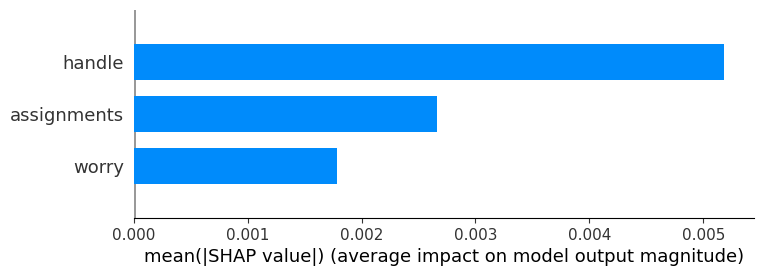 handle
assignments
worry
0.000 0.001 0.002 0.003 0.004 0.005
mean(|SHAP value|) (average impact on model output magnitude)